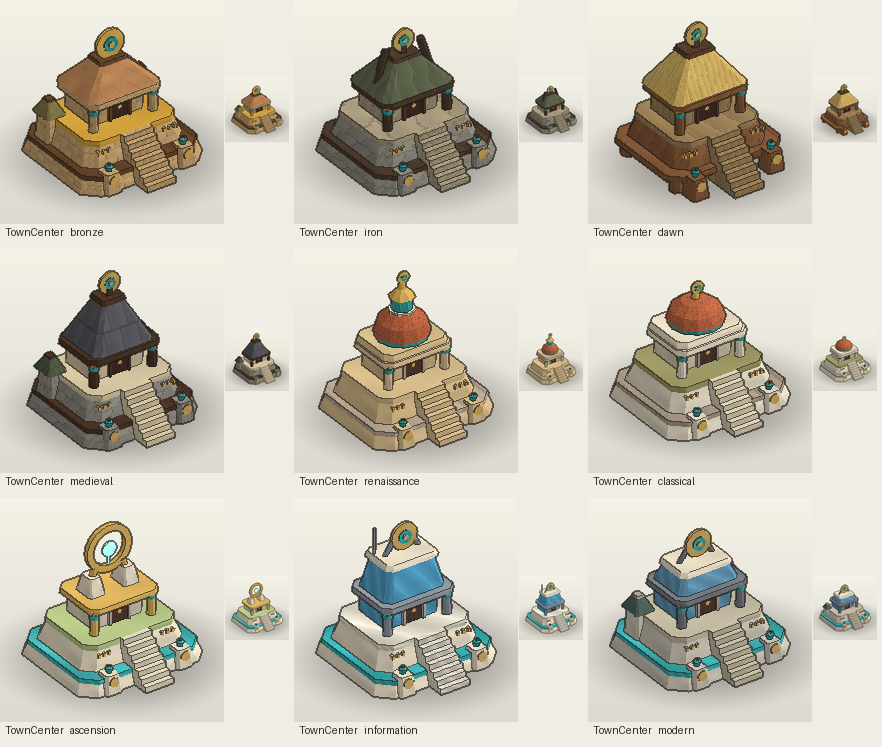 TownCenter bronze
TownCenter iron
TownCenter dawn
TownCenter medieval
TownCenter renaissance
TownCenter classical
TownCenter ascension
TownCenter information
TownCenter modern